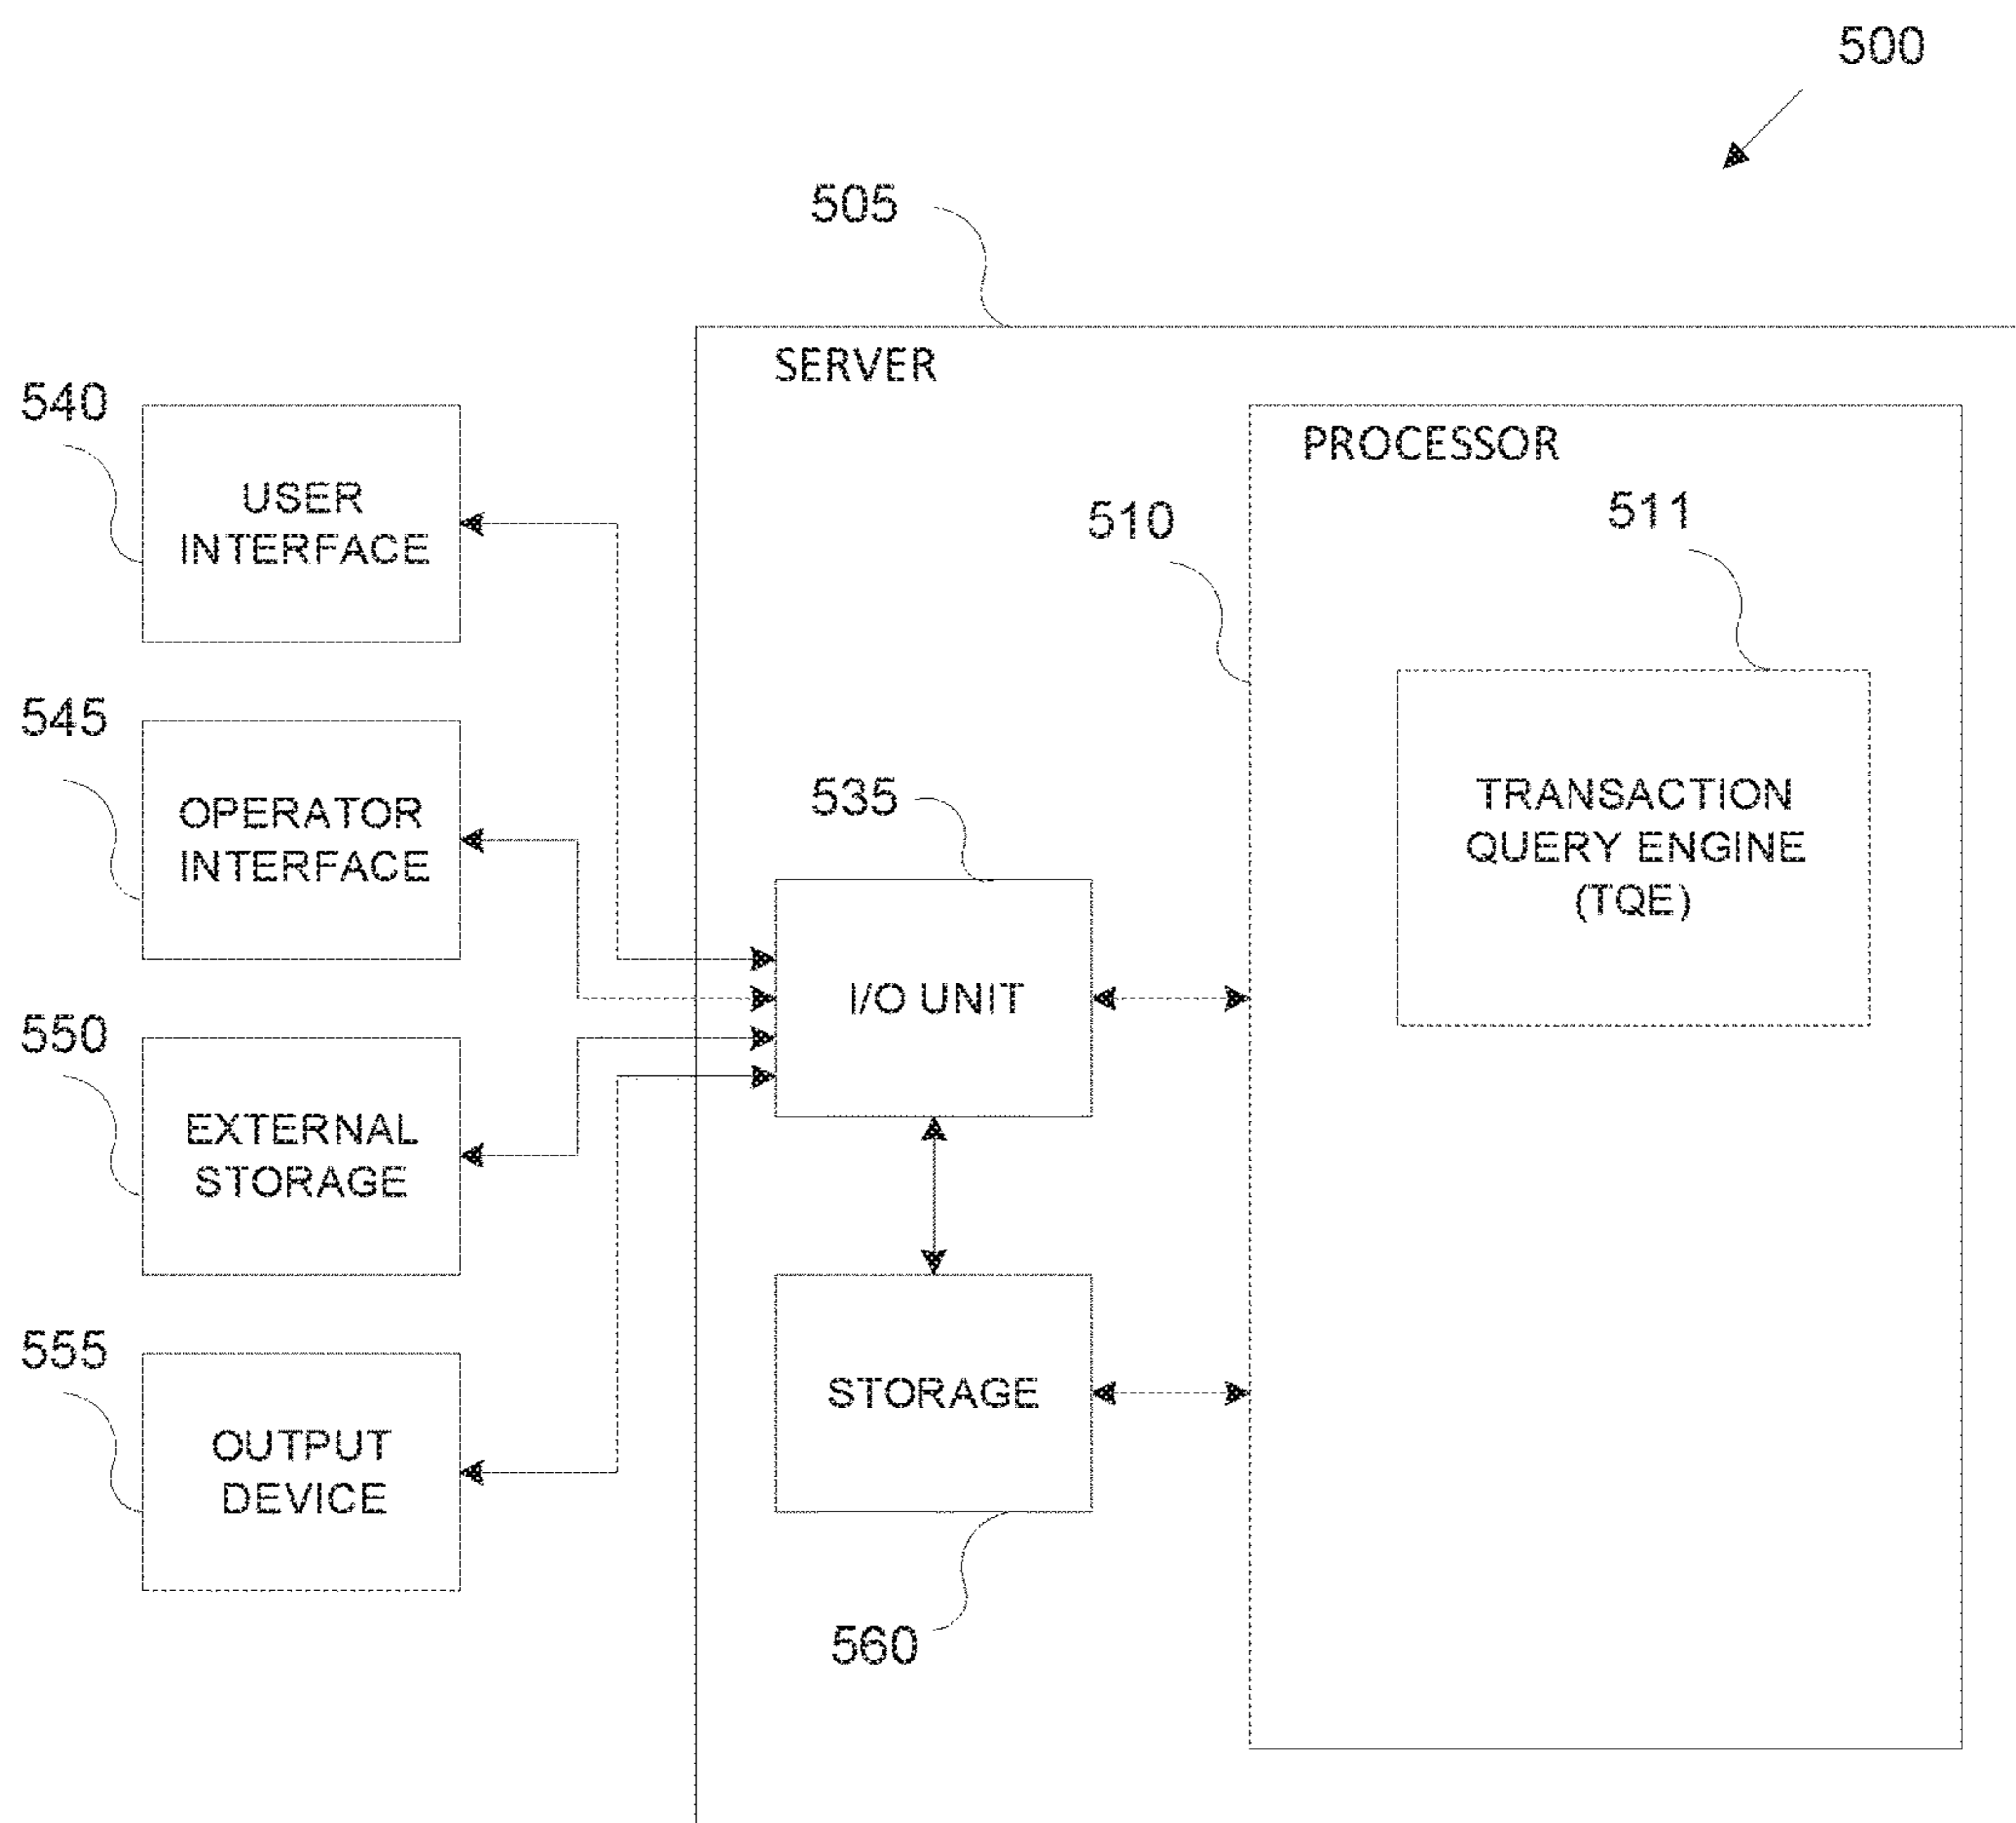 500
505
SERVER
540
PROCESSOR
USER
INTERFACE
510
511
545
OPERATOR
INTERFACE
535
TRANSACTION
QUERY ENGINE
(TQE)
I/O UNIT
550
EXTERNAL
STORAGE
555
STORAGE
OUTPUT
DEVICE
560